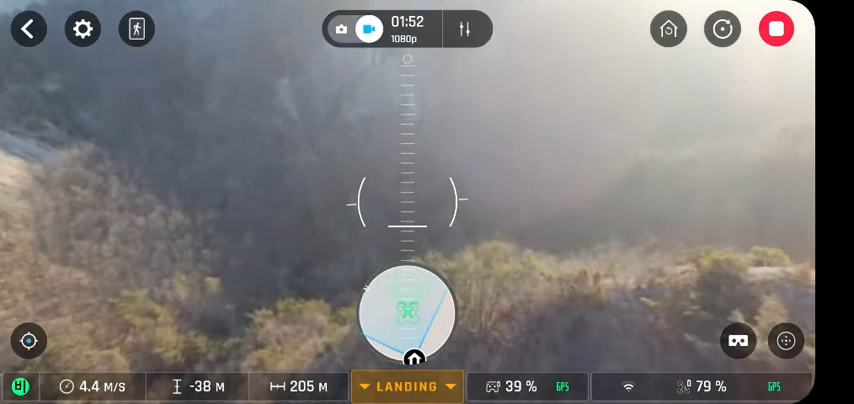 01:52
1080p
4.4 M/S
-38 M
205 M
LANDING
39 %
GPS
79 %
GPS